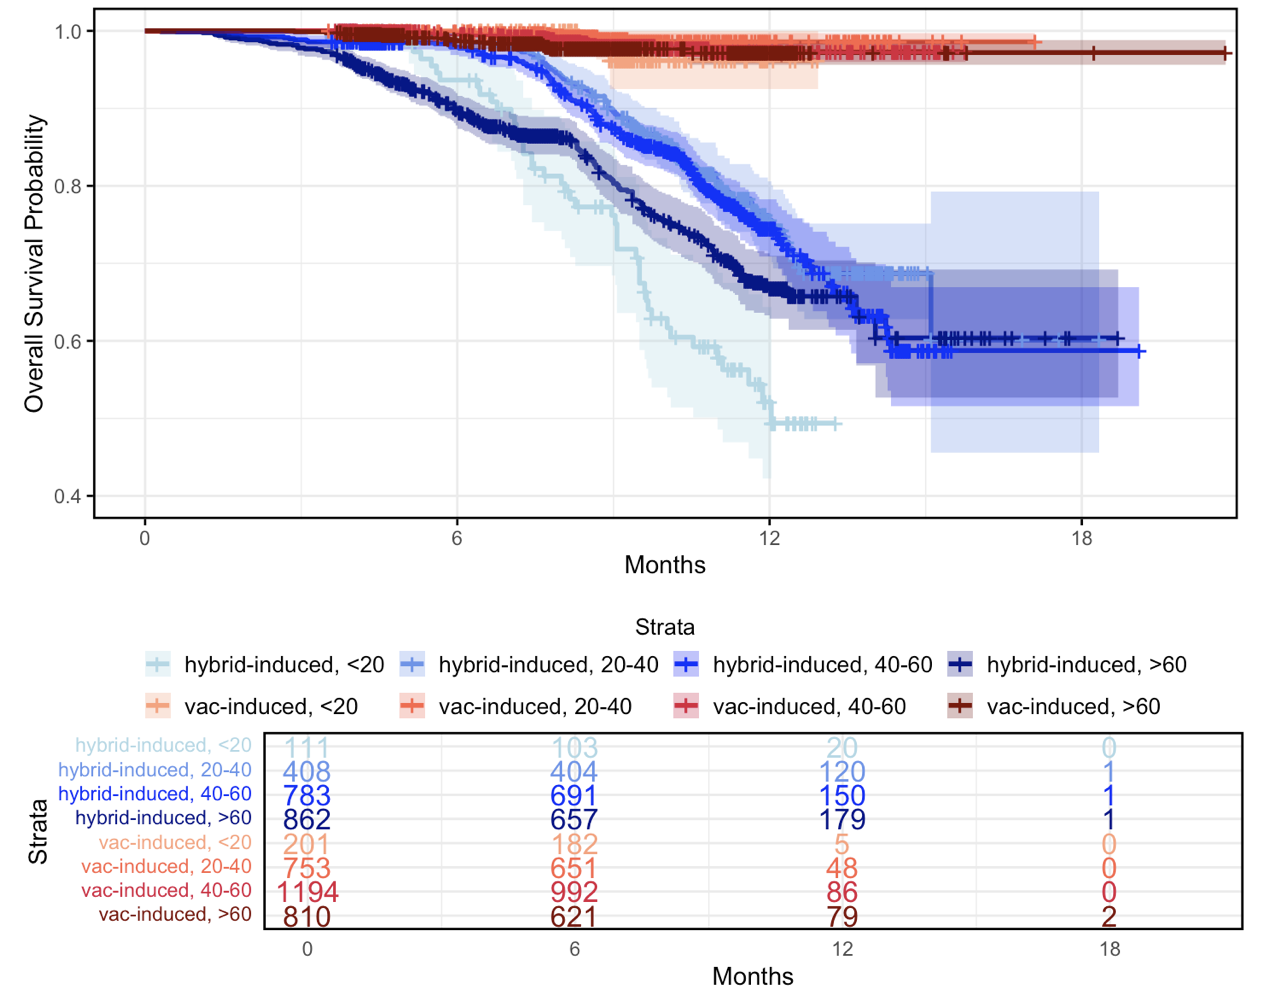 1.0
0.8
0.6
0.4
Overall Survival Probability
0 6 12 18
Months
Strata
hybrid-induced, <20 hybrid-induced, 20-40 hybrid-induced, 40-60 hybrid-induced, >60
vac-induced, <20 vac-induced, 20-40 vac-induced, 40-60 vac-induced, >60
Strata
hybrid-induced, <20 111 103 20 0
hybrid-induced, 20-40 408 404 120 1
hybrid-induced, 40-60 783 691 150 1
hybrid-induced, >60 862 657 179 1
vac-induced, <20 201 182 5 0
vac-induced, 20-40 753 651 48 0
vac-induced, 40-60 1194 992 86 0
vac-induced, >60 810 621 79 2
0 6 12 18
Months